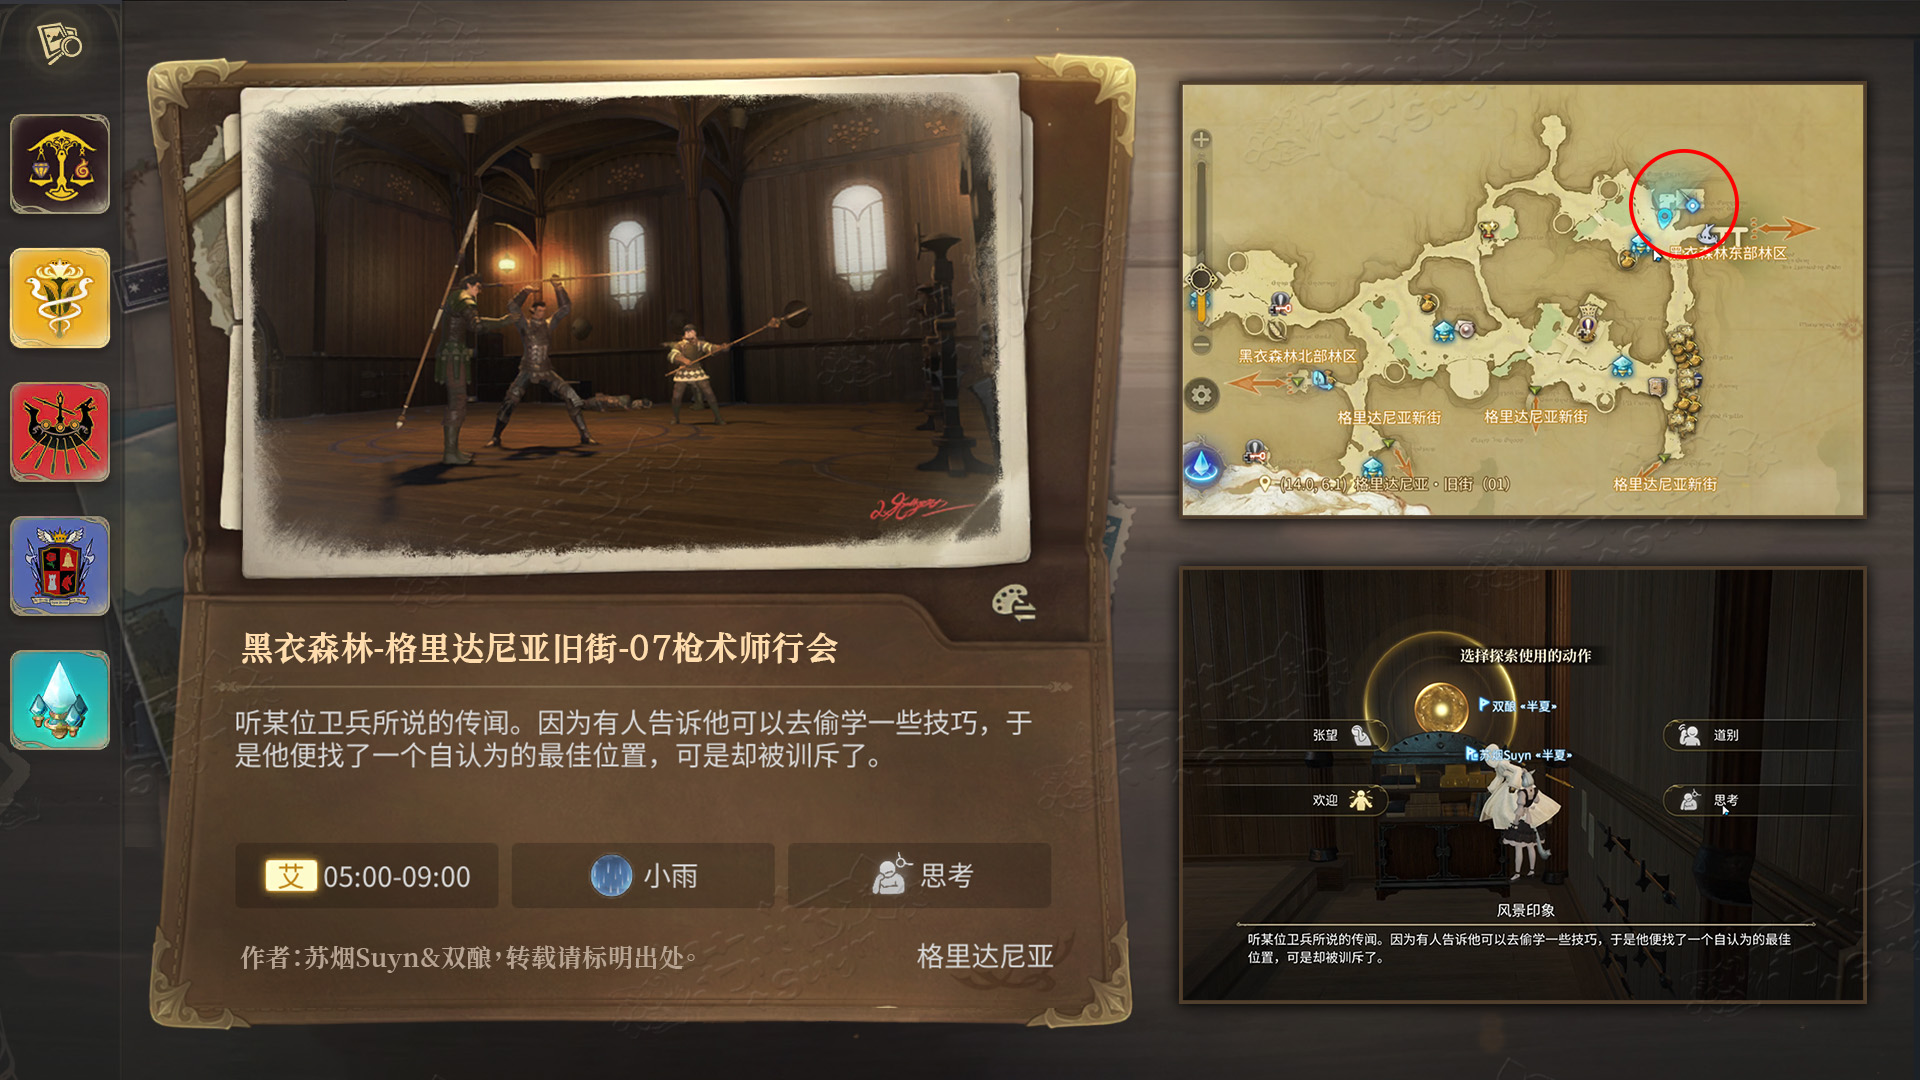 黑衣森林-格里达尼亚旧街-07枪术师行会
听某位卫兵所说的传闻。因为有人告诉他可以去偷学一些技巧，于
是他便找了一个自认为的最佳位置，可是却被训斥了。
艾 05:00-09:00
小雨
思考
作者：苏烟Suyn&双酿，转载请标明出处。
格里达尼亚
黑衣森林东部林区
黑衣森林北部林区
格里达尼亚新街
格里达尼亚新街
(14.0, 6.1) 格里达尼亚・旧街（01）
格里达尼亚新街
选择探索使用的动作
双酿 «半夏»
张望
道别
苏烟Suyn «半夏»
欢迎
思考
风景印象
听某位卫兵所说的传闻。因为有人告诉他可以去偷学一些技巧，于是他便找了一个自认为的最佳
位置，可是却被训斥了。